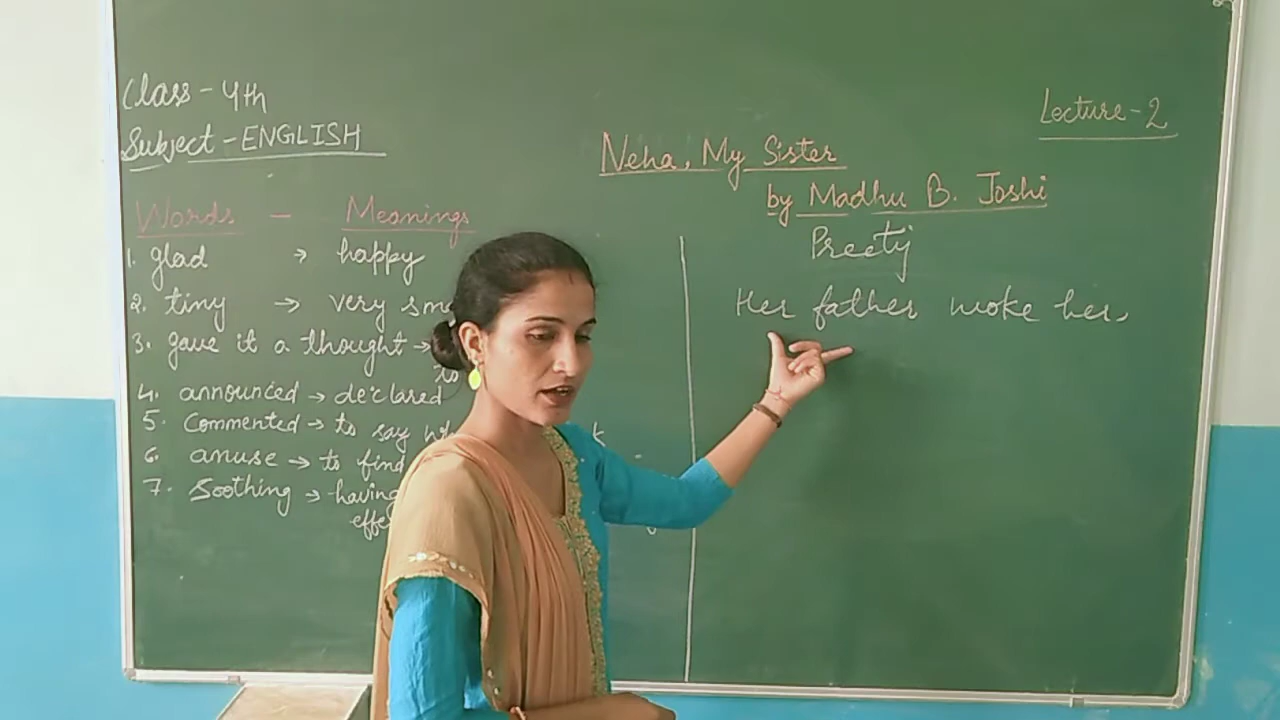 Class - 4th
Subject - ENGLISH
Lecture - 2
Neha, My Sister
by Madhu B. Joshi
Words - Meanings
1. glad → happy
2. tiny → very
3. gave it a thought →
to
4. announced → declared
5. Commented → to say
6. amuse → to find
7. Soothing → having
Preety
Her father woke her.